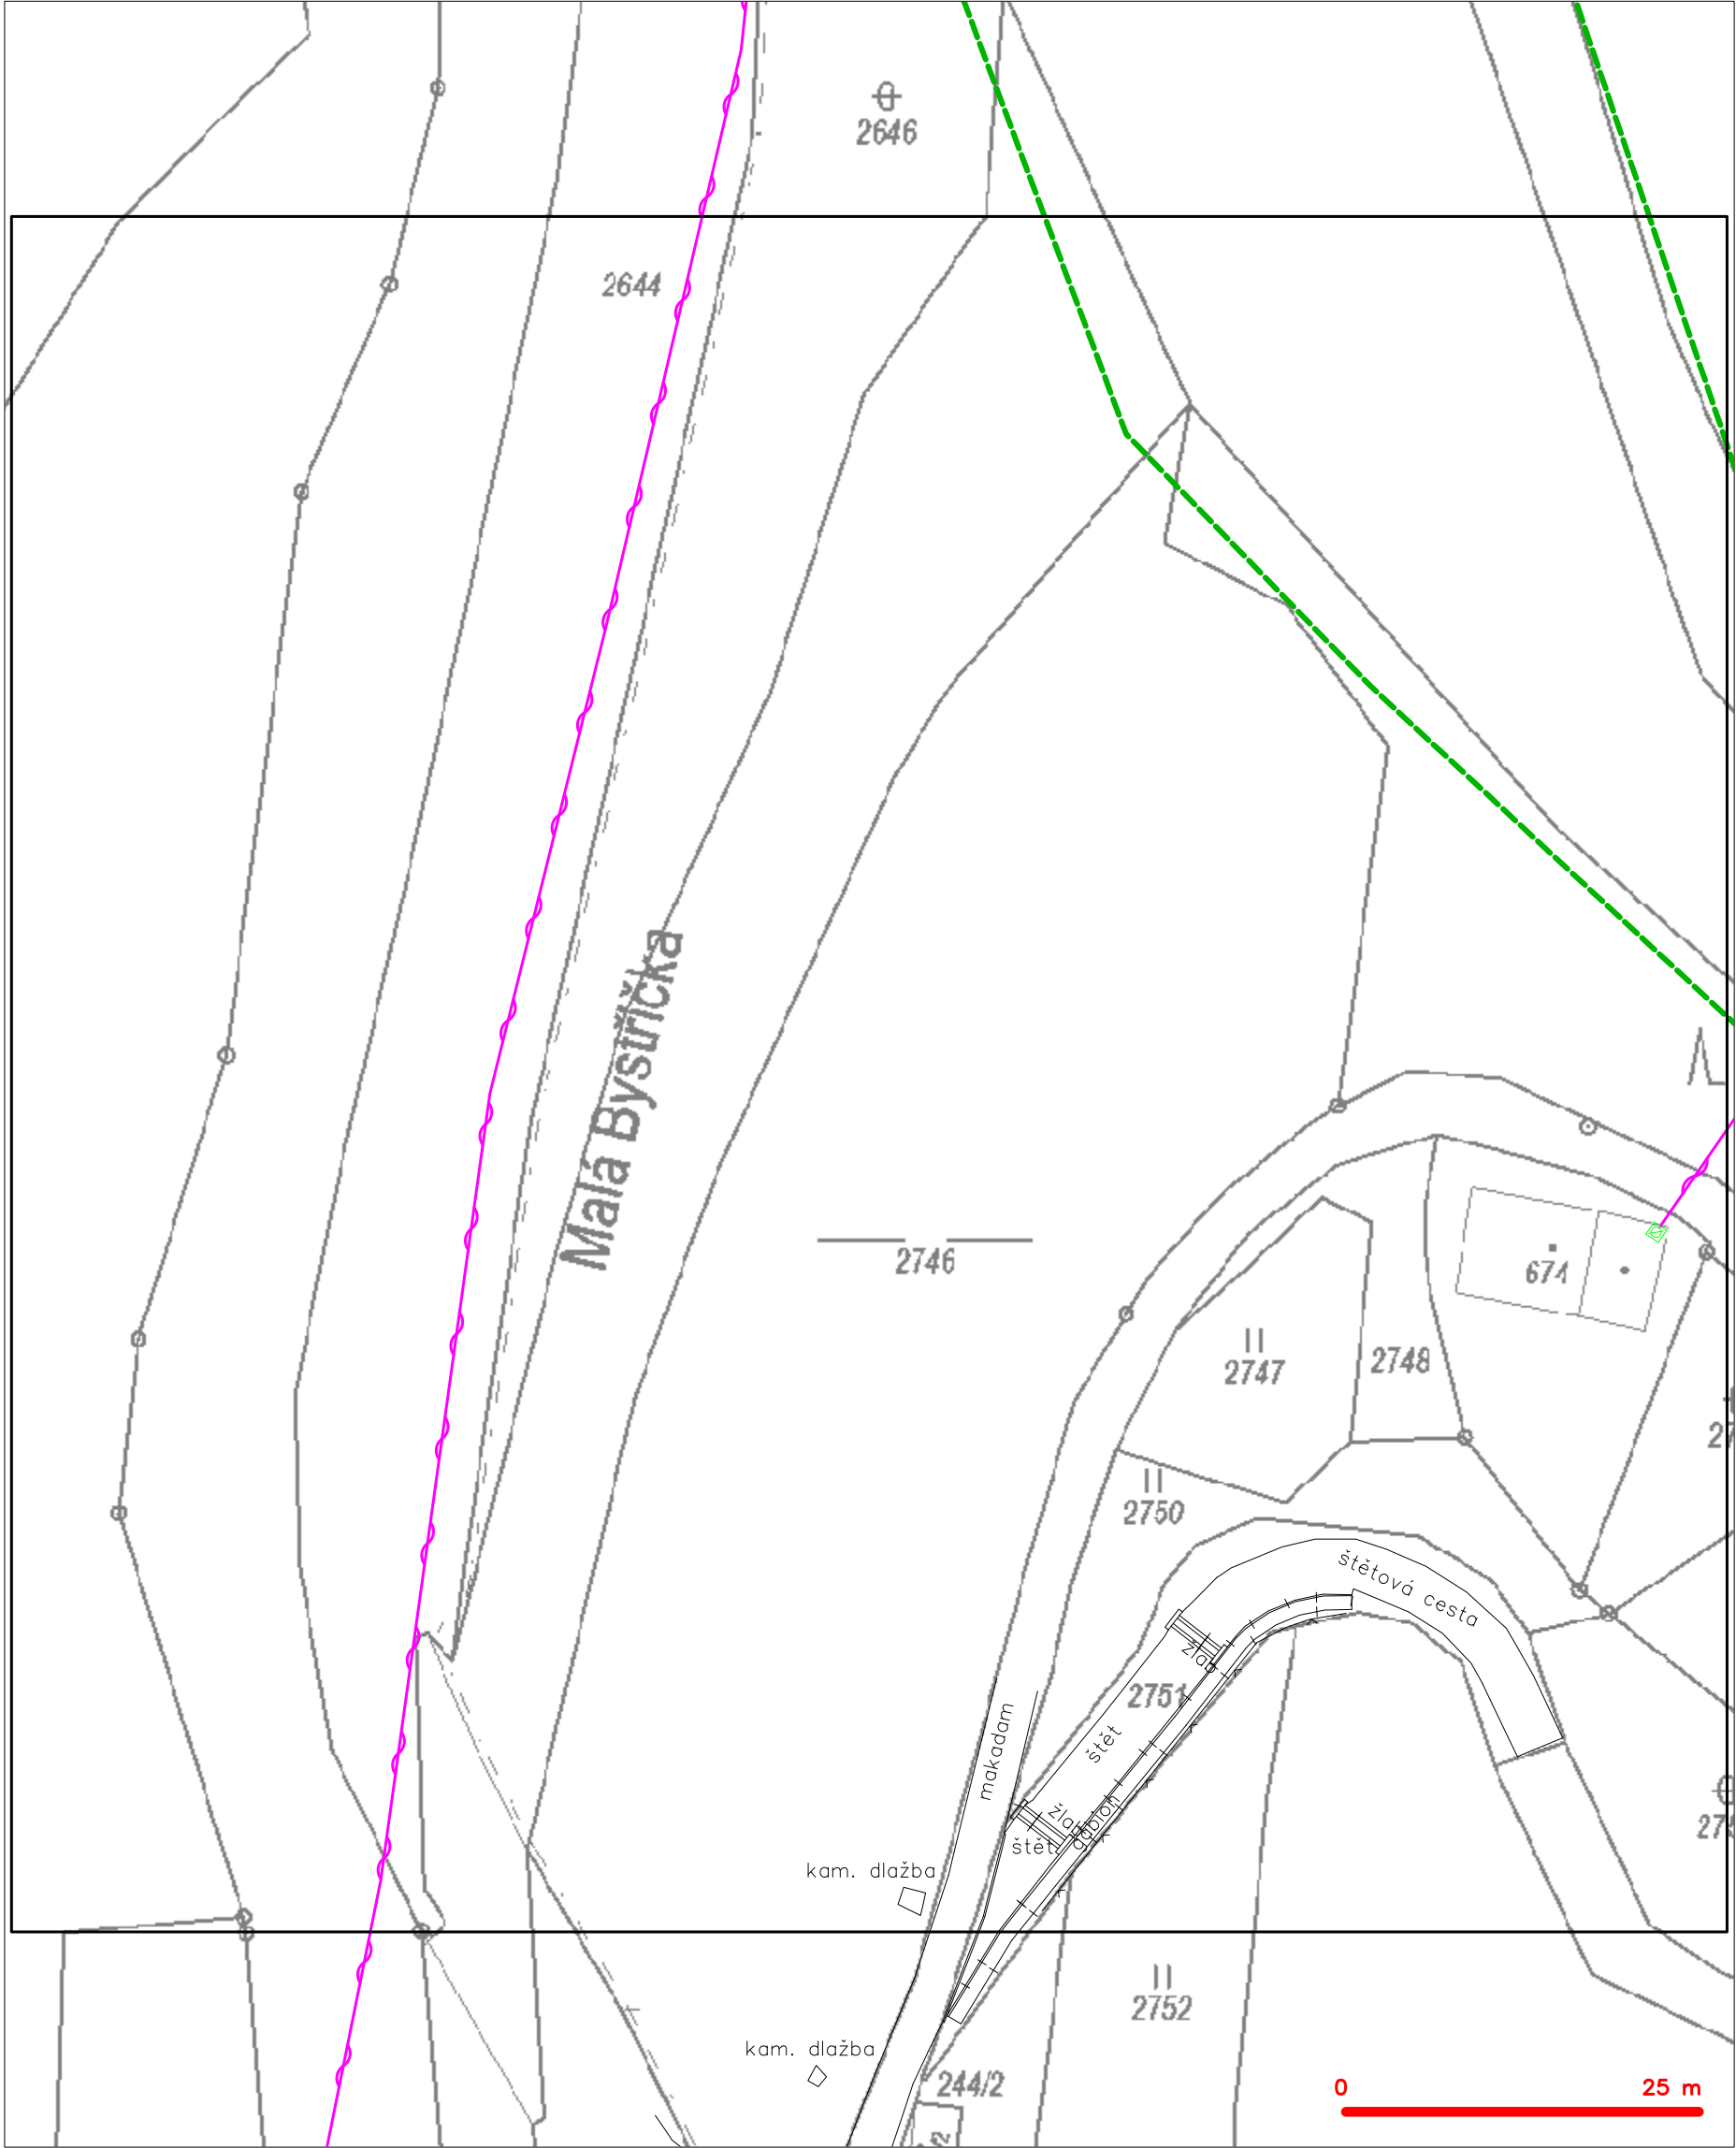 2646
2644
Malá Bystřička
2746
674
2747
2748
2750
štětová cesta
žlab
2751
štět
makadam
žlab
gabion
štět
kam. dlažba
2752
kam. dlažba
244/2
0 25 m